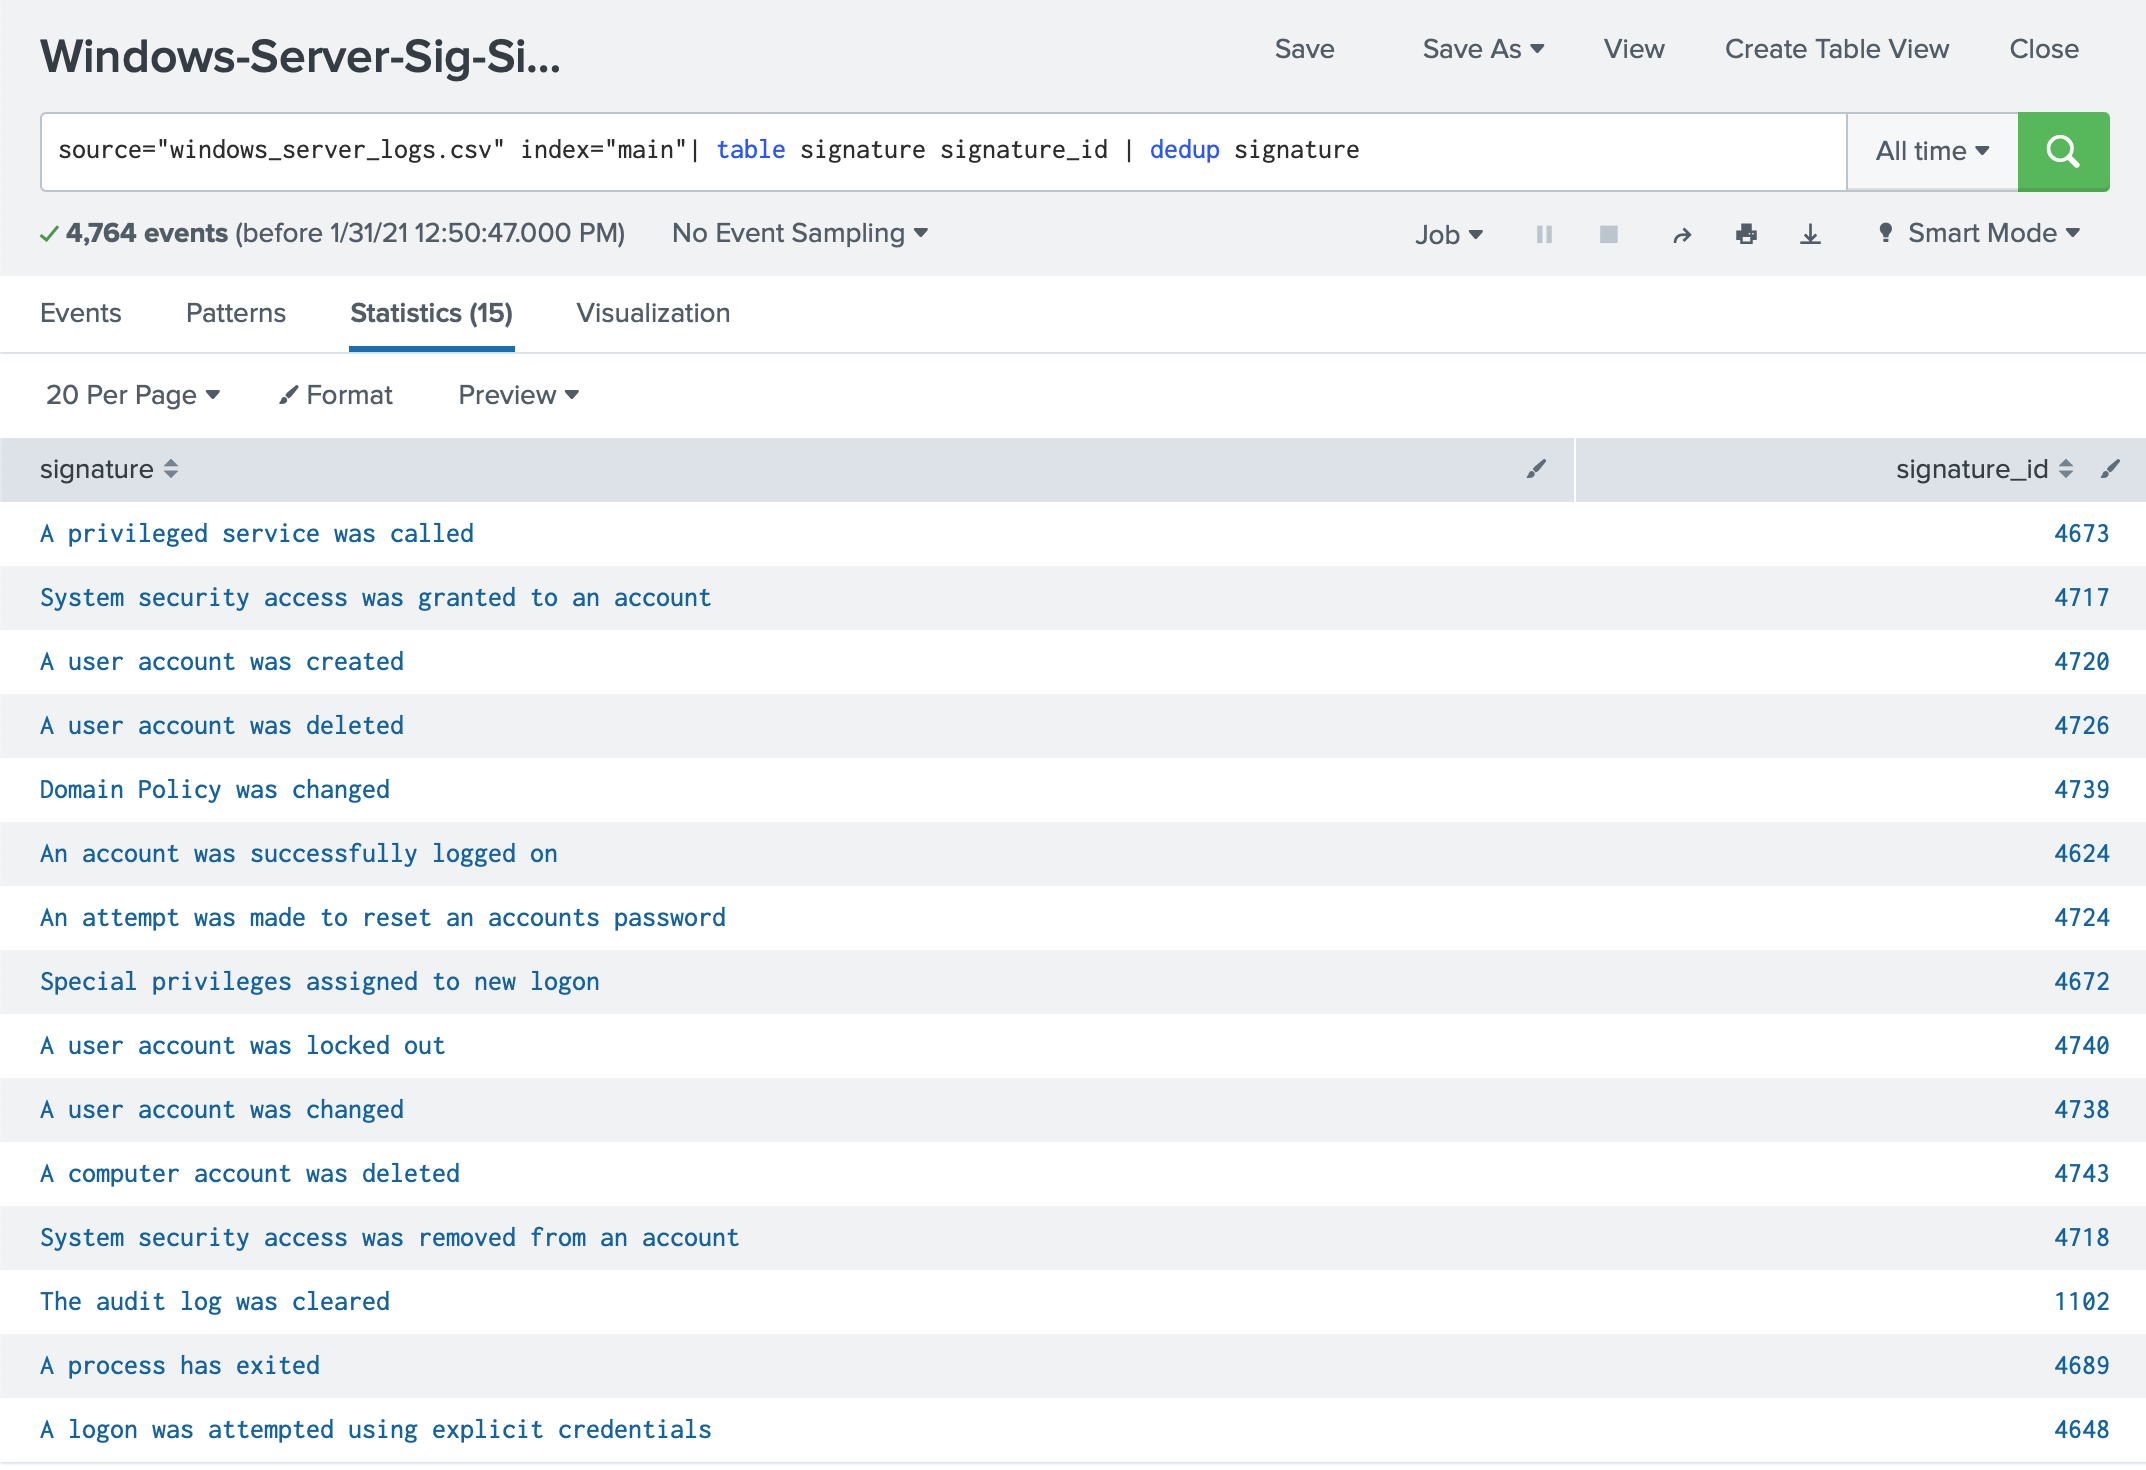 Windows-Server-Sig-Si...
Save Save As View Create Table View Close
source="windows_server_logs.csv" index="main"| table signature signature_id | dedup signature
All time
4,764 events (before 1/31/21 12:50:47.000 PM) No Event Sampling Job Smart Mode
Events Patterns Statistics (15) Visualization
20 Per Page Format Preview
signature signature_id
A privileged service was called 4673
System security access was granted to an account 4717
A user account was created 4720
A user account was deleted 4726
Domain Policy was changed 4739
An account was successfully logged on 4624
An attempt was made to reset an accounts password 4724
Special privileges assigned to new logon 4672
A user account was locked out 4740
A user account was changed 4738
A computer account was deleted 4743
System security access was removed from an account 4718
The audit log was cleared 1102
A process has exited 4689
A logon was attempted using explicit credentials 4648